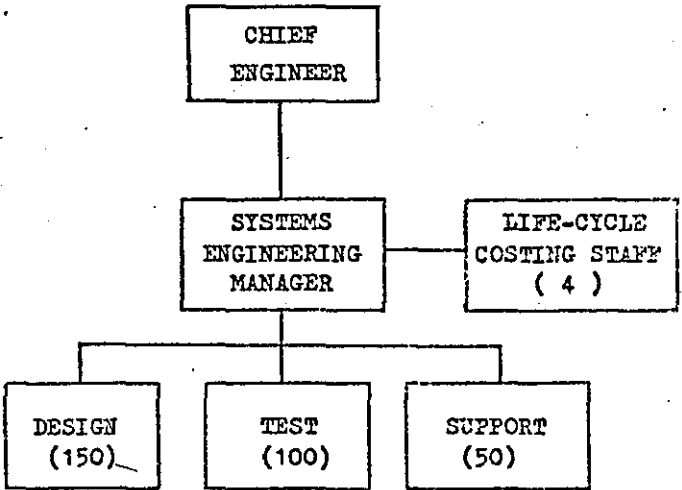 CHIEF
ENGINEER
SYSTEMS
ENGINEERING
MANAGER
LIFE-CYCLE
COSTING STAFF
( 4 )
DESIGN
(150)
TEST
(100)
SUPPORT
(50)